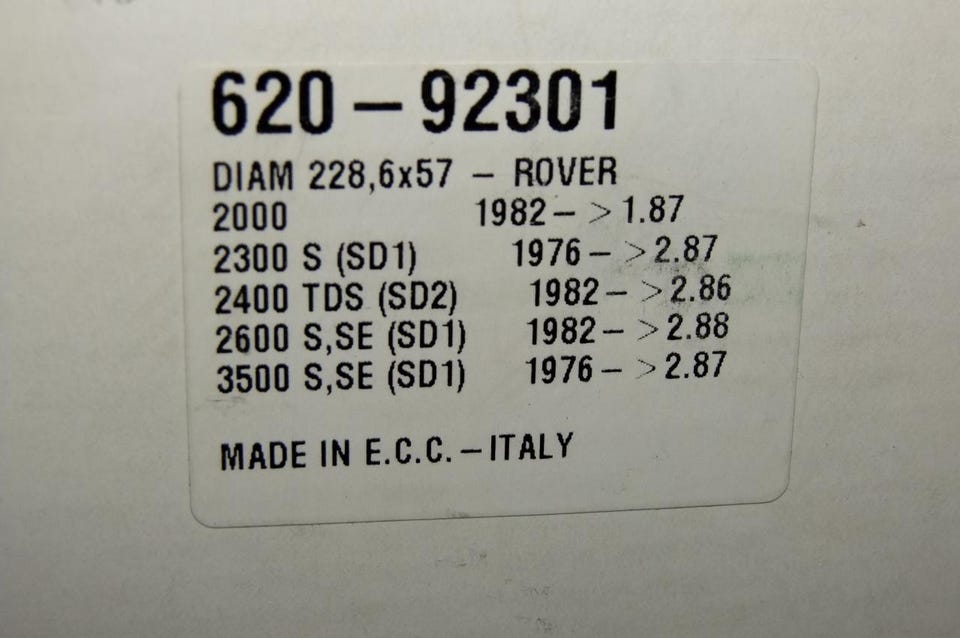 620 – 92301
DIAM 228,6x57 – ROVER
2000 1982 – > 1.87
2300 S (SD1) 1976 – > 2.87
2400 TDS (SD2) 1982 – > 2.86
2600 S,SE (SD1) 1982 – > 2.88
3500 S,SE (SD1) 1976 – > 2.87
MADE IN E.C.C. – ITALY